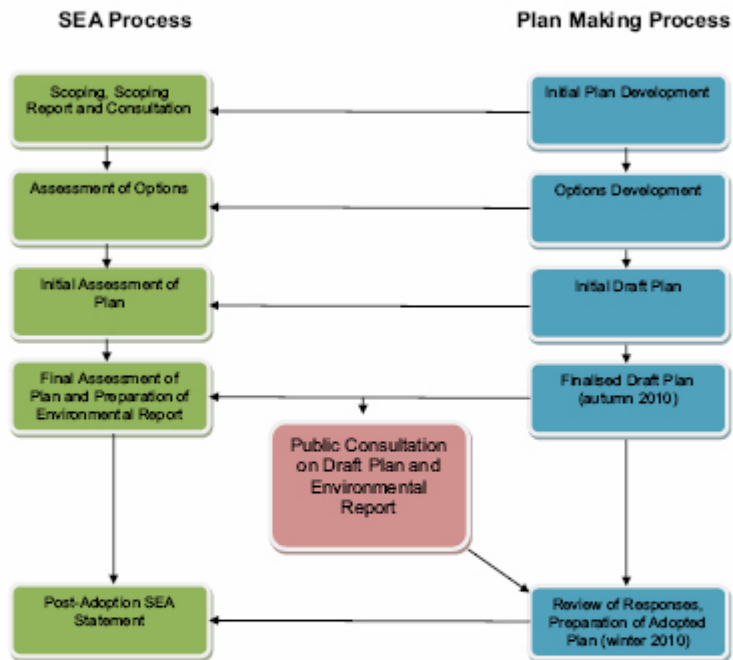 SEA Process
Plan Making Process
Scoping, Scoping
Report and Consultation
Initial Plan Development
Assessment of Options
Options Development
Initial Assessment of
Plan
Initial Draft Plan
Final Assessment of
Plan and Preparation of
Environmental Report
Finalised Draft Plan
(autumn 2010)
Public Consultation
on Draft Plan and
Environmental
Report
Post-Adoption SEA
Statement
Review of Responses,
Preparation of Adopted
Plan (winter 2010)